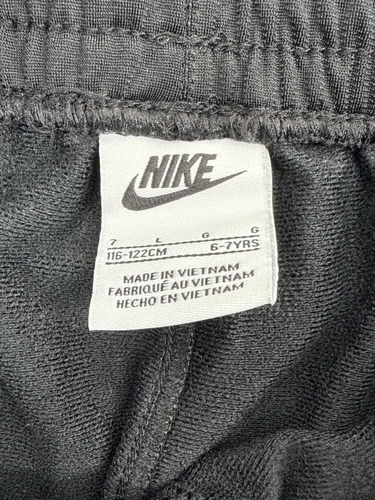 NIKE
7 L G G
116-122CM 6-7YRS
MADE IN VIETNAM
FABRIQUÉ AU VIETNAM
HECHO EN VIETNAM